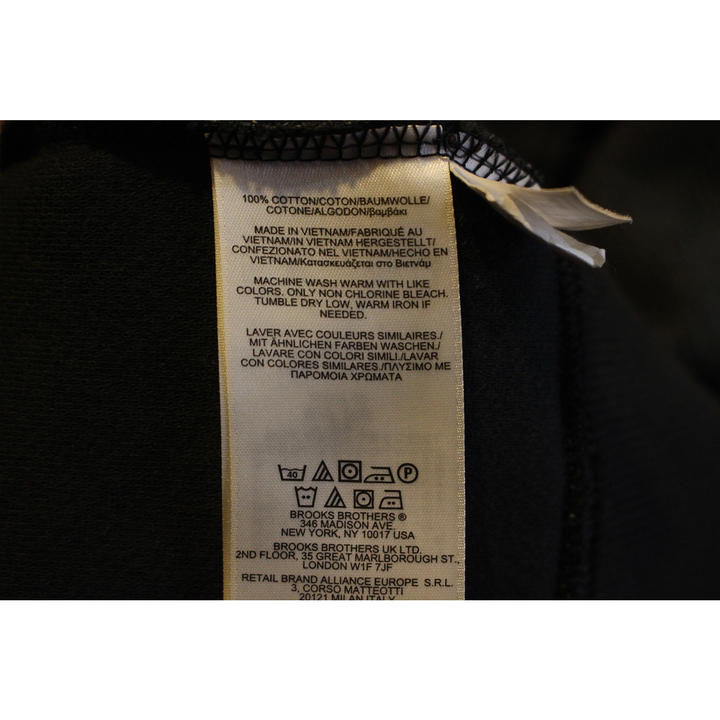 100% COTTON/COTON/BAUMWOLLE/
COTONE/ALGODON/βαμβάκι
MADE IN VIETNAM/FABRIQUÉ AU
VIETNAM/IN VIETNAM HERGESTELLT/
CONFEZIONATO NEL VIETNAM/HECHO EN
VIETNAM/Κατασκευάζεται στο Βιετνάμ
MACHINE WASH WARM WITH LIKE
COLORS. ONLY NON CHLORINE BLEACH.
TUMBLE DRY LOW, WARM IRON IF
NEEDED.
LAVER AVEC COULEURS SIMILAIRES./
MIT ÄHNLICHEN FARBEN WASCHEN./
LAVARE CON COLORI SIMILI./LAVAR
CON COLORES SIMILARES./ΠΛΥΣΙΜΟ ΜΕ
ΠΑΡΟΜΟΙΑ ΧΡΩΜΑΤΑ
40 P
BROOKS BROTHERS ®
346 MADISON AVE.
NEW YORK, NY 10017 USA
BROOKS BROTHERS UK LTD.
2ND FLOOR, 35 GREAT MARLBOROUGH ST.,
LONDON W1F 7JF
RETAIL BRAND ALLIANCE EUROPE S.R.L.
3, CORSO MATTEOTTI
20121 MILAN ITALY